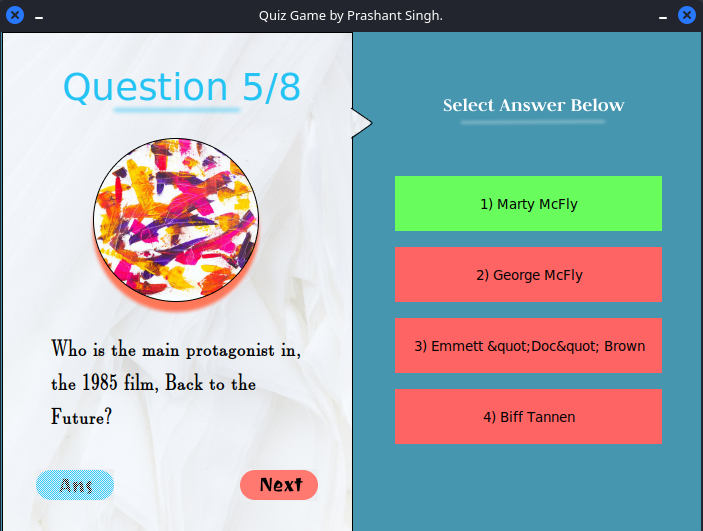 Quiz Game by Prashant Singh.
Question 5/8
Who is the main protagonist in,
the 1985 film, Back to the
Future?
Ans
Next
Select Answer Below
1) Marty McFly
2) George McFly
3) Emmett &quot;Doc&quot; Brown
4) Biff Tannen